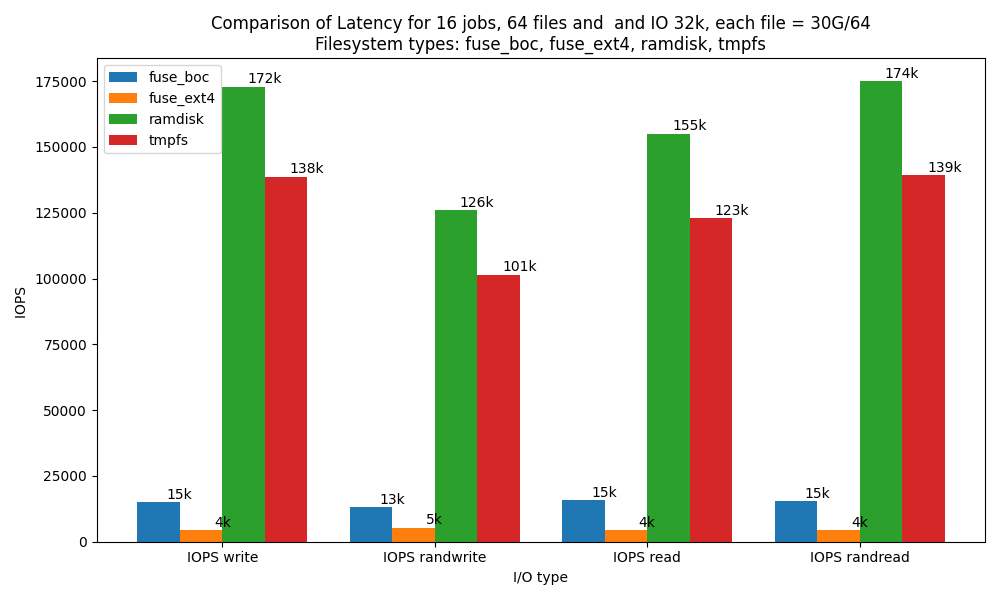 Comparison of Latency for 16 jobs, 64 files and  and IO 32k, each file = 30G/64
Filesystem types: fuse_boc, fuse_ext4, ramdisk, tmpfs
fuse_boc
fuse_ext4
ramdisk
tmpfs
IOPS
175000
150000
125000
100000
75000
50000
25000
0
15k
4k
172k
138k
13k
5k
126k
101k
15k
4k
155k
123k
15k
4k
174k
139k
IOPS write
IOPS randwrite
IOPS read
IOPS randread
I/O type